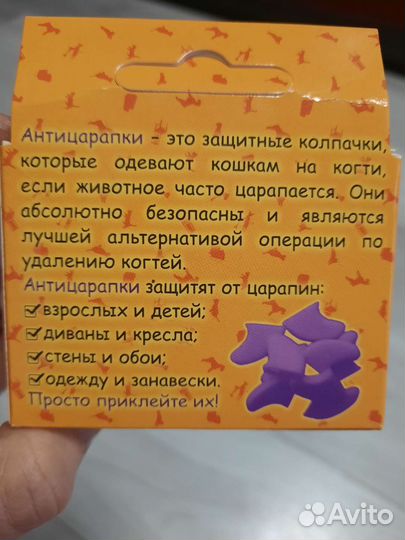 Антицарапки – это защитные колпачки,
которые одевают кошкам на когти,
если животное часто царапается. Они
абсолютно безопасны и являются
лучшей альтернативой операции по
удалению когтей.
Антицарапки защитят от царапин:
взрослых и детей;
диваны и кресла;
стены и обои;
одежду и занавески.
Просто приклейте их!
Avito